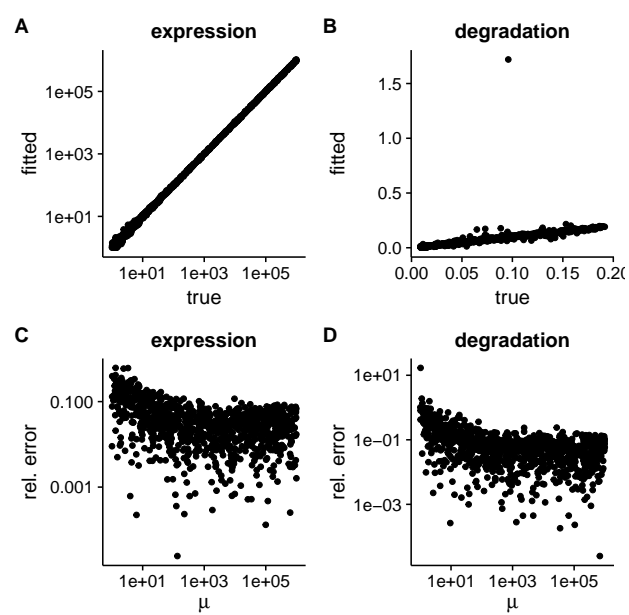 A
expression
1e+05
1e+03
1e+01
fitted
1e+01 1e+03 1e+05
true
B
degradation
1.5
1.0
0.5
0.0
fitted
0.00 0.05 0.10 0.15 0.20
true
C
expression
0.100
0.001
rel. error
1e+01 1e+03 1e+05
μ
D
degradation
1e+01
1e−01
1e−03
rel. error
1e+01 1e+03 1e+05
μ